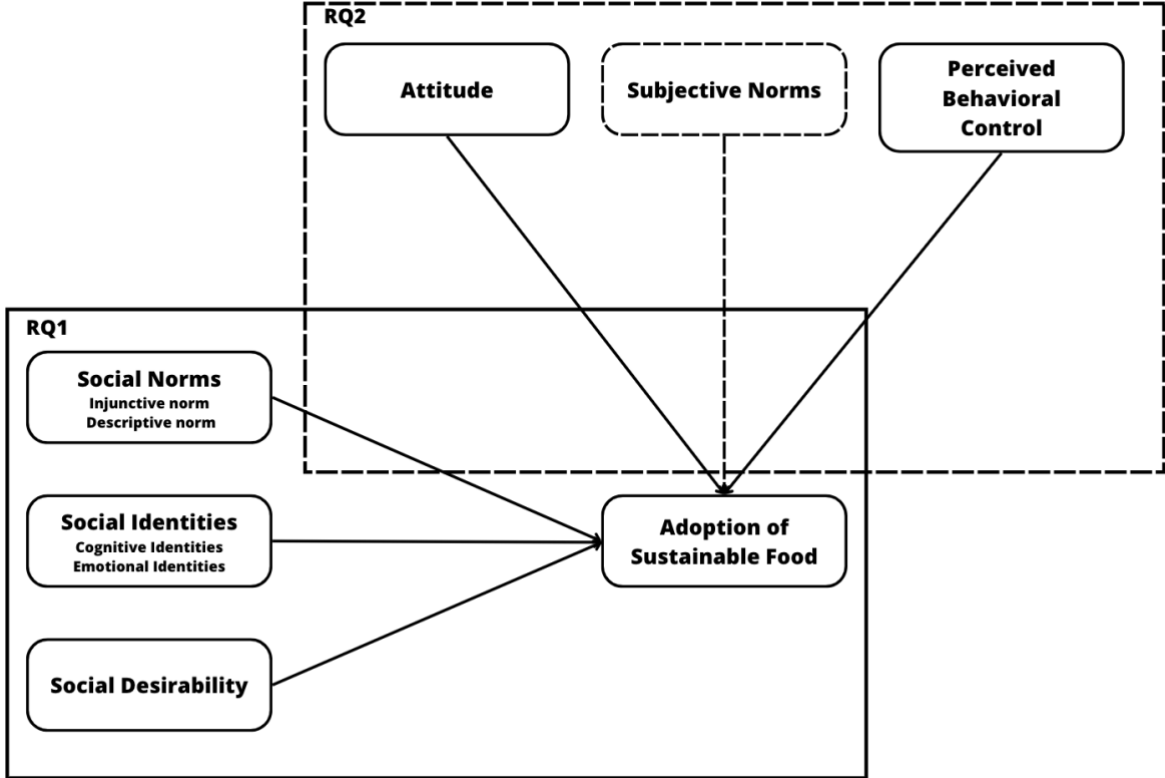 RQ2
Attitude
Subjective Norms
Perceived
Behavioral
Control
RQ1
Social Norms
Injunctive norm
Descriptive norm
Social Identities
Cognitive Identities
Emotional Identities
Adoption of
Sustainable Food
Social Desirability